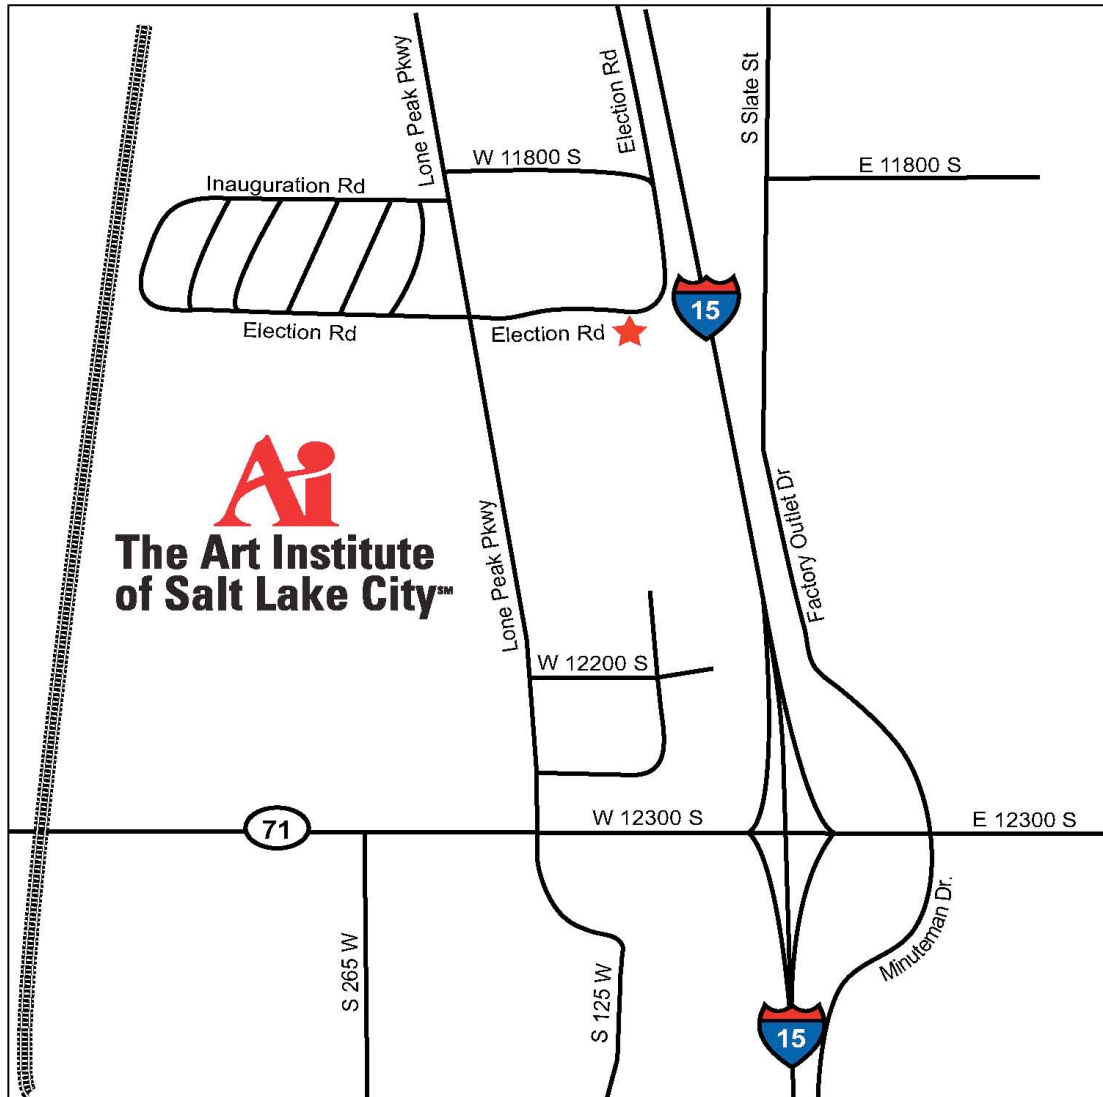 Lone Peak Pkwy
Election Rd
S Slate St
W 11800 S
E 11800 S
Inauguration Rd
15
Election Rd
Election Rd
Ai
The Art Institute
of Salt Lake City℠
Factory Outlet Dr
Lone Peak Pkwy
W 12200 S
71
W 12300 S
E 12300 S
Minuteman Dr.
S 265 W
S 125 W
15